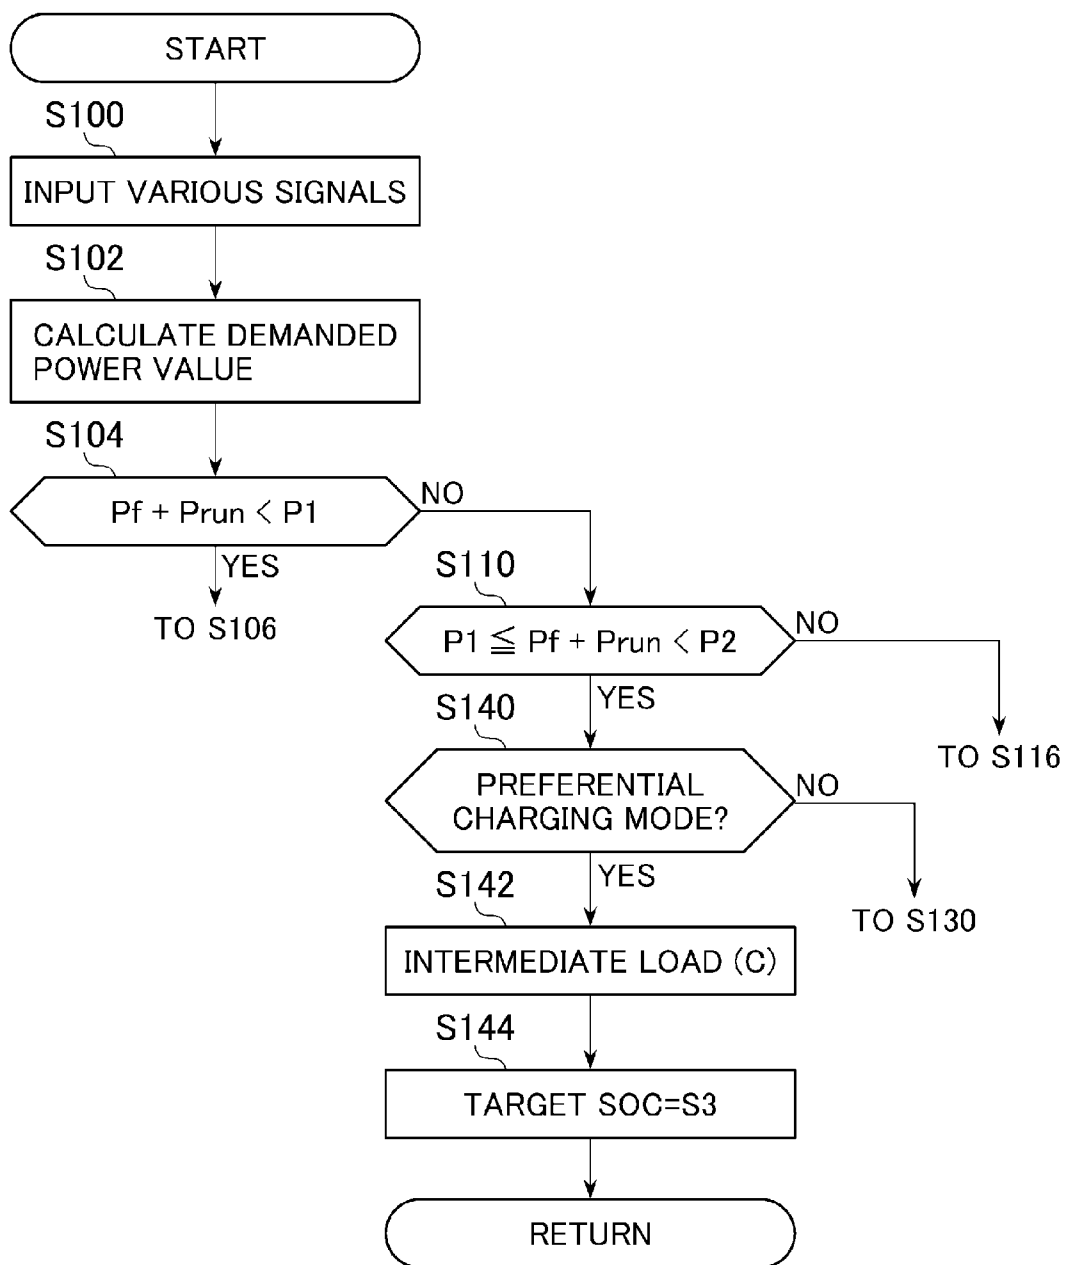 START
S100
INPUT VARIOUS SIGNALS
S102
CALCULATE DEMANDED
POWER VALUE
S104
Pf + Prun < P1
NO
YES
TO S106
S110
P1 ≦ Pf + Prun < P2
NO
YES
TO S116
S140
PREFERENTIAL
CHARGING MODE?
NO
YES
TO S130
S142
INTERMEDIATE LOAD (C)
S144
TARGET SOC=S3
RETURN